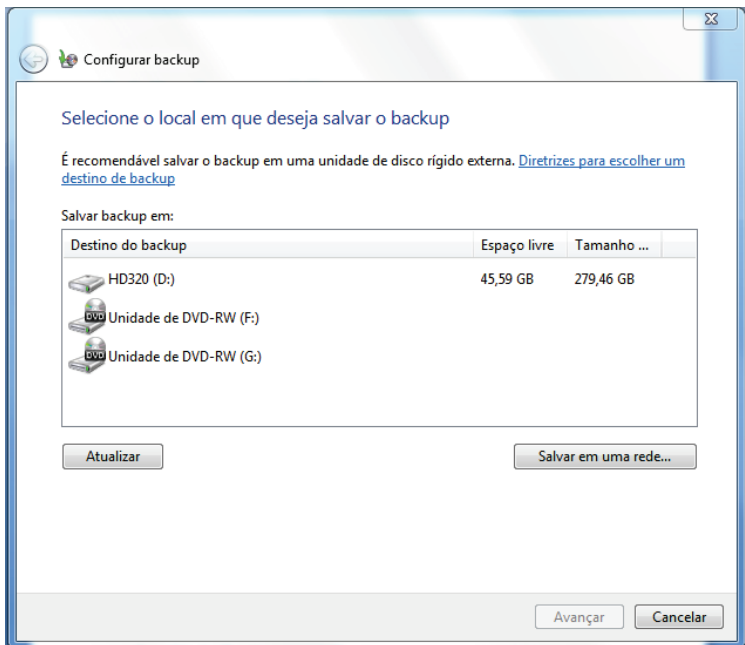 Configurar backup
Selecione o local em que deseja salvar o backup
É recomendável salvar o backup em uma unidade de disco rígido externa. Diretrizes para escolher um
destino de backup
Salvar backup em:
Destino do backup Espaço livre Tamanho ...
HD320 (D:) 45,59 GB 279,46 GB
DVD Unidade de DVD-RW (F:)
DVD Unidade de DVD-RW (G:)
Atualizar Salvar em uma rede...
Avançar Cancelar